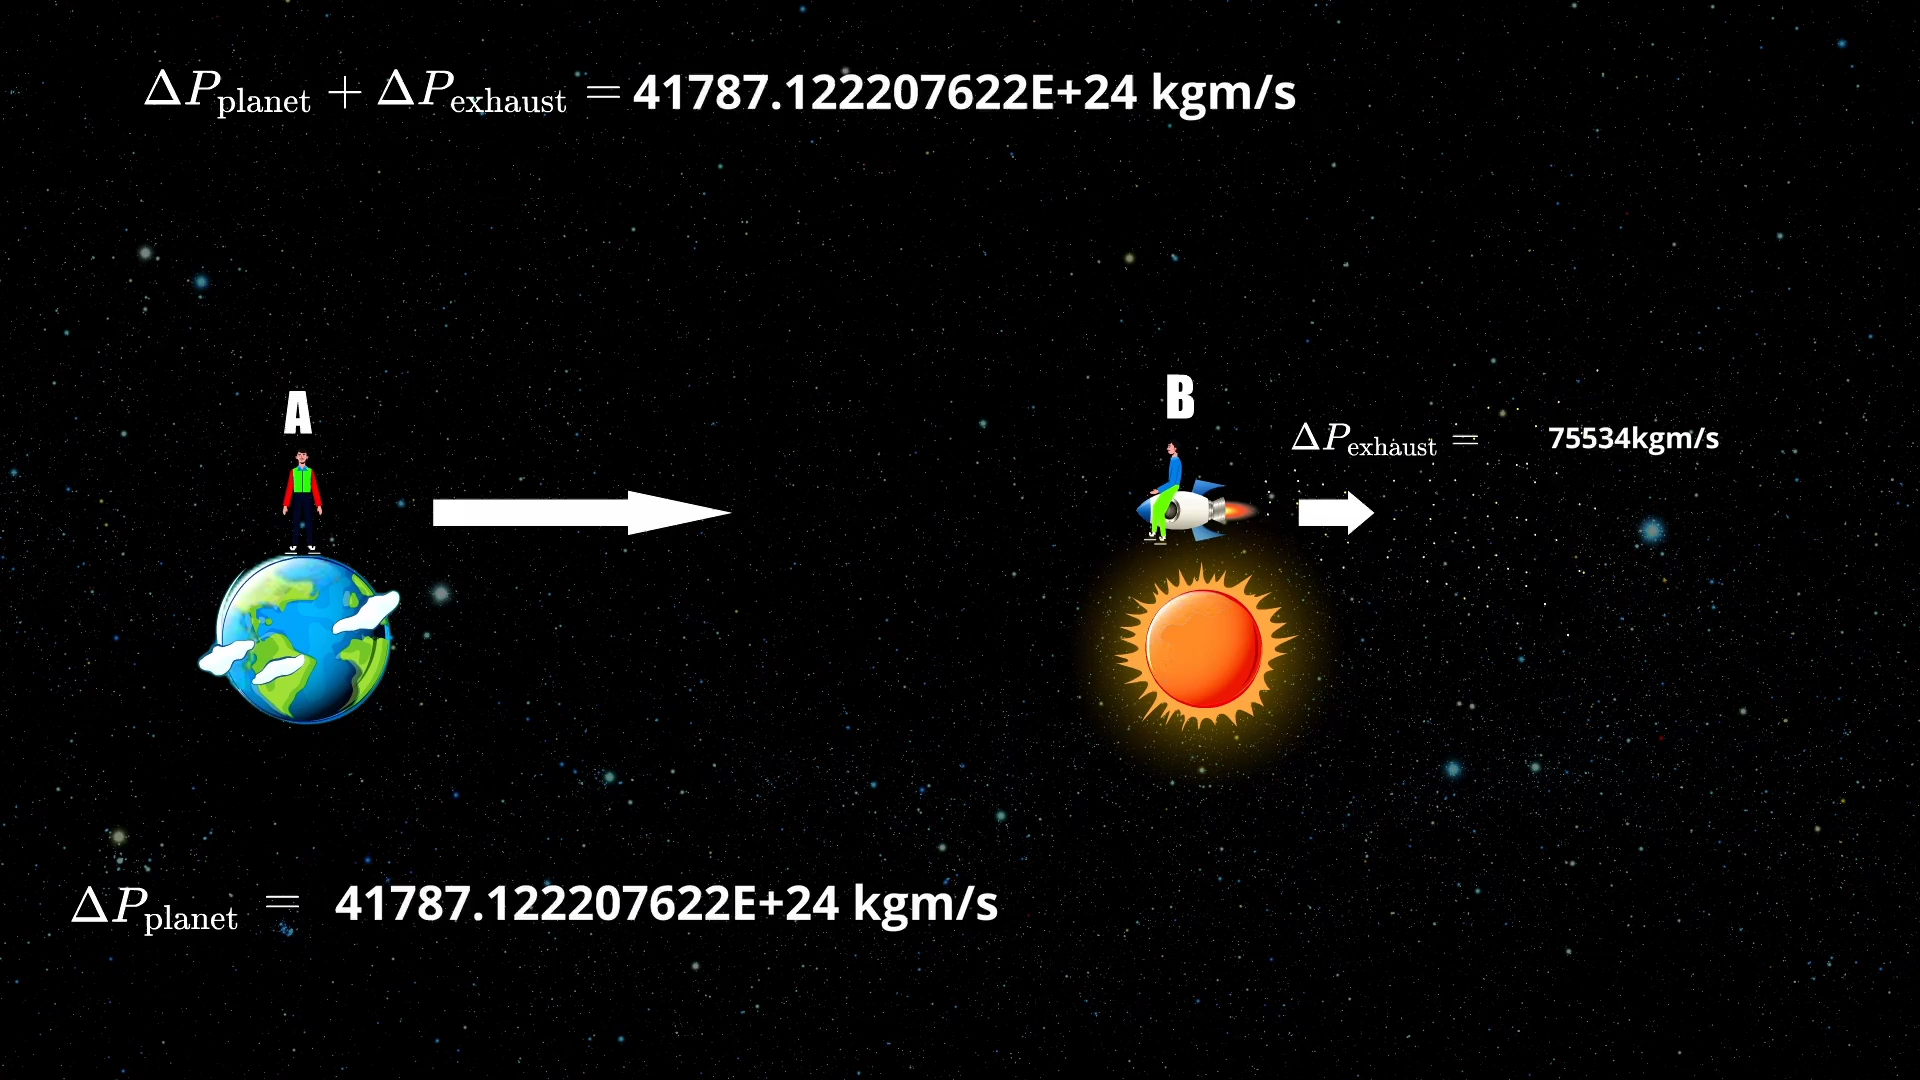 ΔP_planet + ΔP_exhaust = 41787.122207622E+24 kgm/s
A
B
ΔP_exhaust = 75534kgm/s
ΔP_planet = 41787.122207622E+24 kgm/s